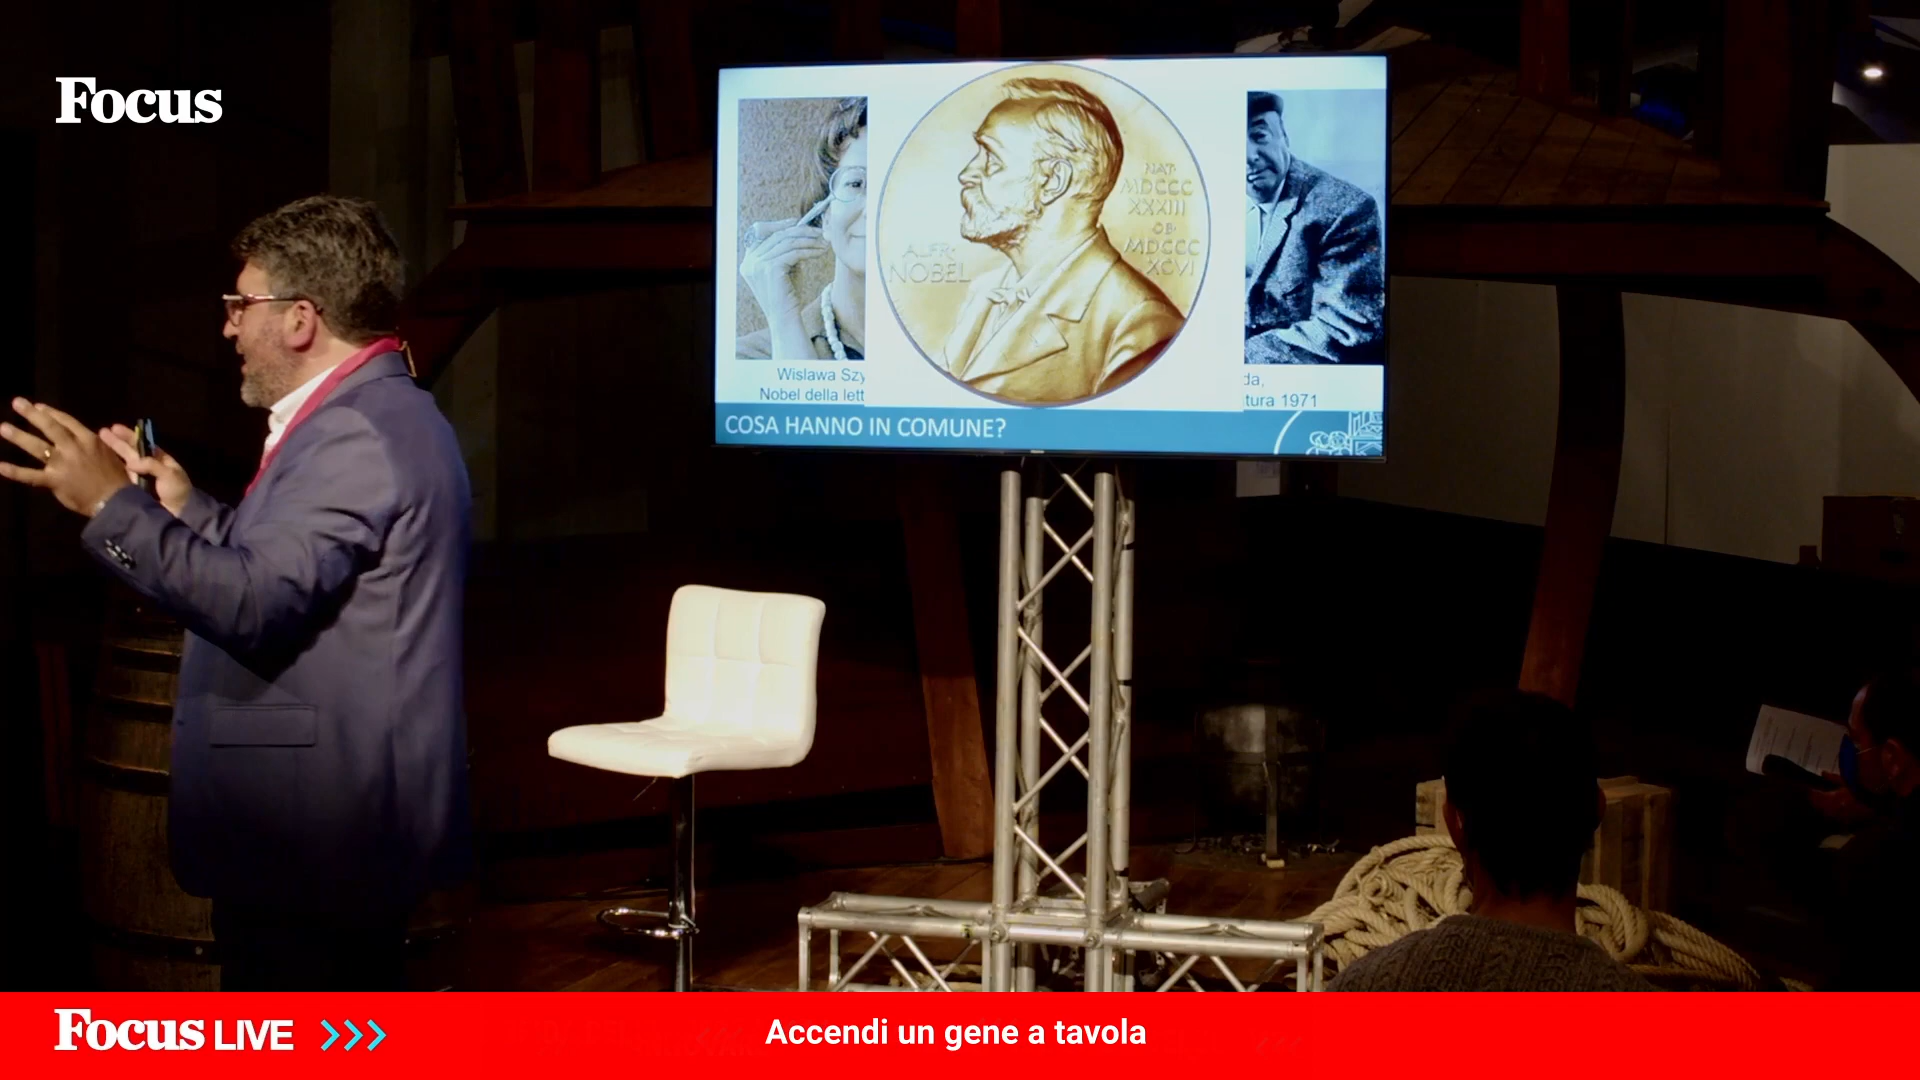 Focus
NAT·
MDCCC
XXXIII
OB·
MDCCC
XCVI
ALFR·
NOBEL
Wislawa Szy
Nobel della lett
da,
tura 1971
COSA HANNO IN COMUNE?
Focus LIVE >>>
Accendi un gene a tavola